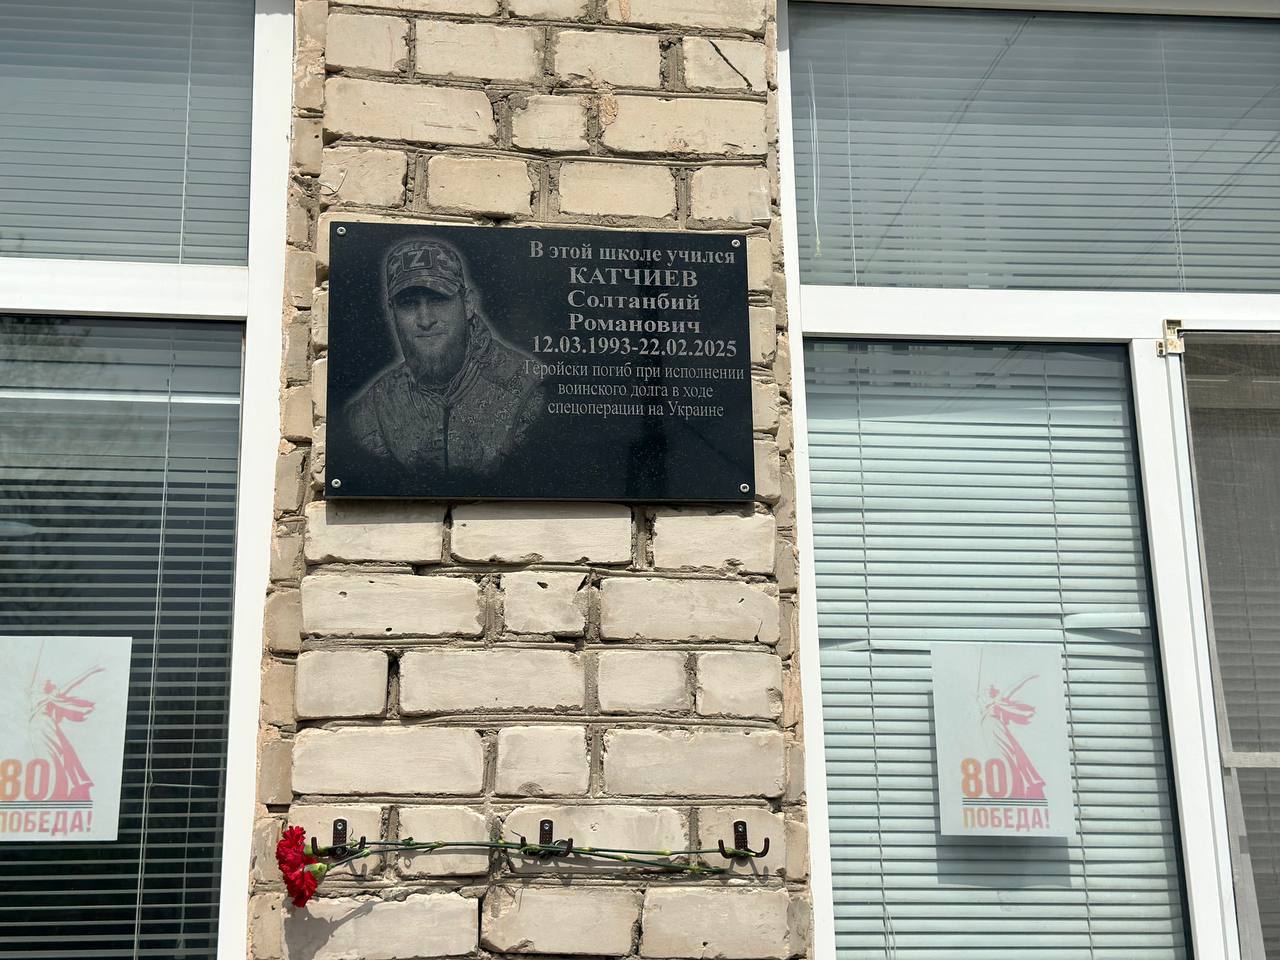 Z
В этой школе учился
КАТЧИЕВ
Солтанбий
Романович
12.03.1993-22.02.2025
Геройски погиб при исполнении
воинского долга в ходе
спецоперации на Украине
80
ПОБЕДА!
80
ПОБЕДА!